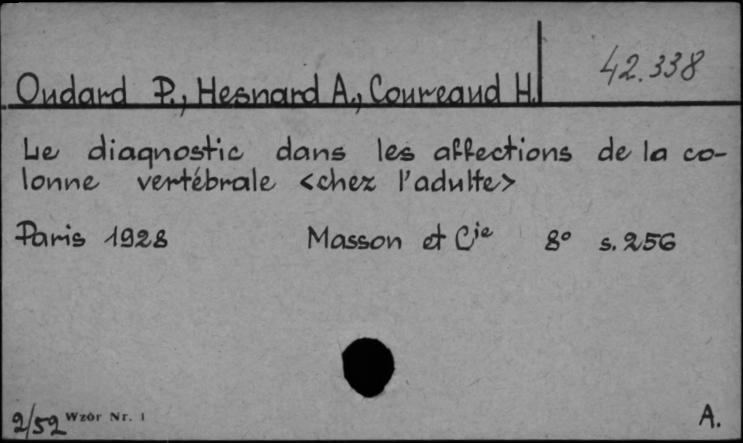 42.338
Oudard P., Hesnard A., Coureaud H.
Le diagnostic dans les affections de la co-
lonne vertébrale <chez l'adulte>
Paris 1928 Masson et Cie 8° s. 256
2/52 Wzór Nr. 1 A.